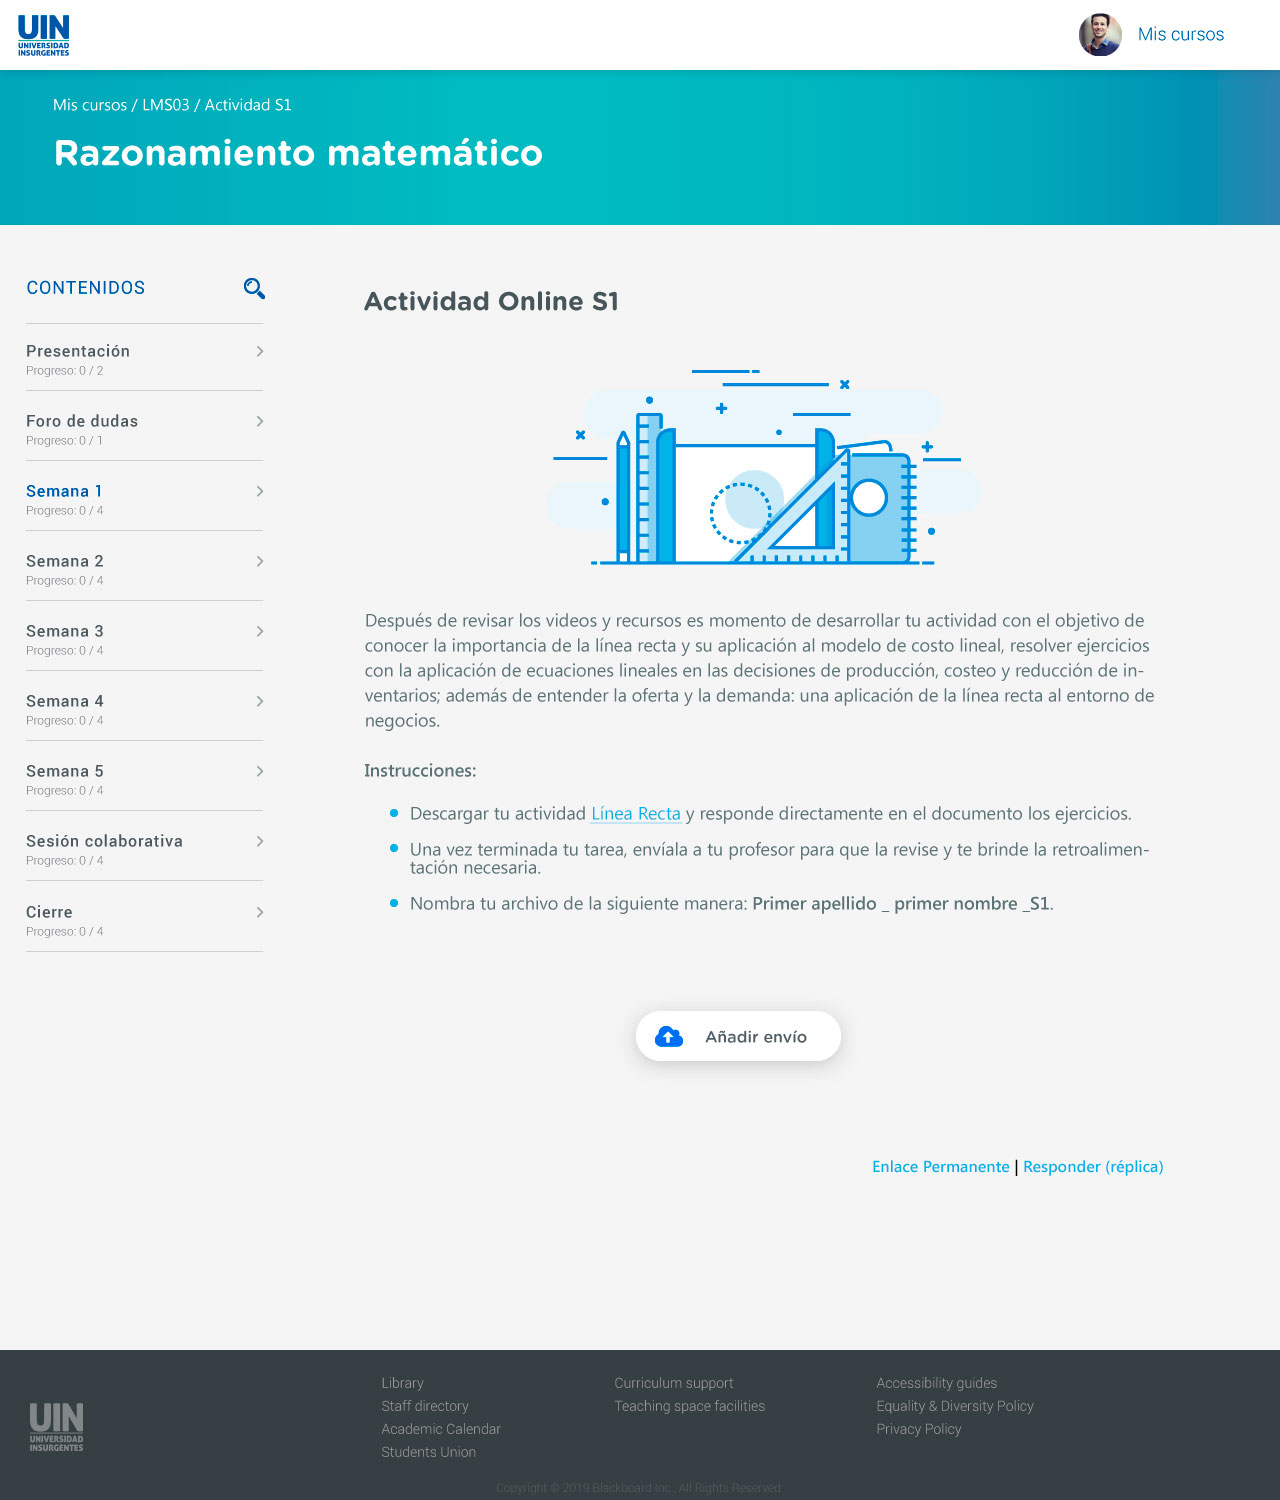 UIN
UNIVERSIDAD
INSURGENTES
Mis cursos
Mis cursos / LMS03 / Actividad S1
Razonamiento matemático
CONTENIDOS
Presentación
Progreso: 0 / 2
Foro de dudas
Progreso: 0 / 1
Semana 1
Progreso: 0 / 4
Semana 2
Progreso: 0 / 4
Semana 3
Progreso: 0 / 4
Semana 4
Progreso: 0 / 4
Semana 5
Progreso: 0 / 4
Sesión colaborativa
Progreso: 0 / 4
Cierre
Progreso: 0 / 4
Actividad Online S1
Después de revisar los videos y recursos es momento de desarrollar tu actividad con el objetivo de
conocer la importancia de la línea recta y su aplicación al modelo de costo lineal, resolver ejercicios
con la aplicación de ecuaciones lineales en las decisiones de producción, costeo y reducción de in-
ventarios; además de entender la oferta y la demanda: una aplicación de la línea recta al entorno de
negocios.
Instrucciones:
Descargar tu actividad Línea Recta y responde directamente en el documento los ejercicios.
Una vez terminada tu tarea, envíala a tu profesor para que la revise y te brinde la retroalimen-
tación necesaria.
Nombra tu archivo de la siguiente manera: Primer apellido _ primer nombre _S1.
Añadir envío
Enlace Permanente | Responder (réplica)
UIN
UNIVERSIDAD
INSURGENTES
Library
Staff directory
Academic Calendar
Students Union
Curriculum support
Teaching space facilities
Accessibility guides
Equality & Diversity Policy
Privacy Policy
Copyright © 2019 Blackboard Inc., All Rights Reserved